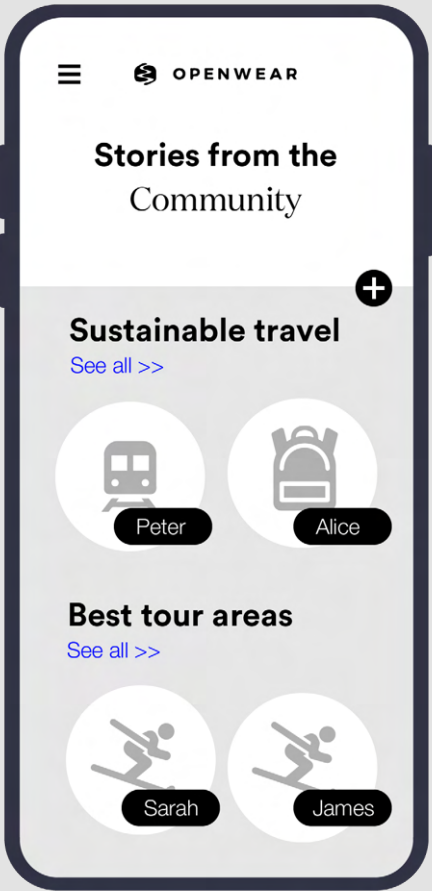 OPENWEAR
Stories from the
Community
Sustainable travel
See all >>
Peter
Alice
Best tour areas
See all >>
Sarah
James